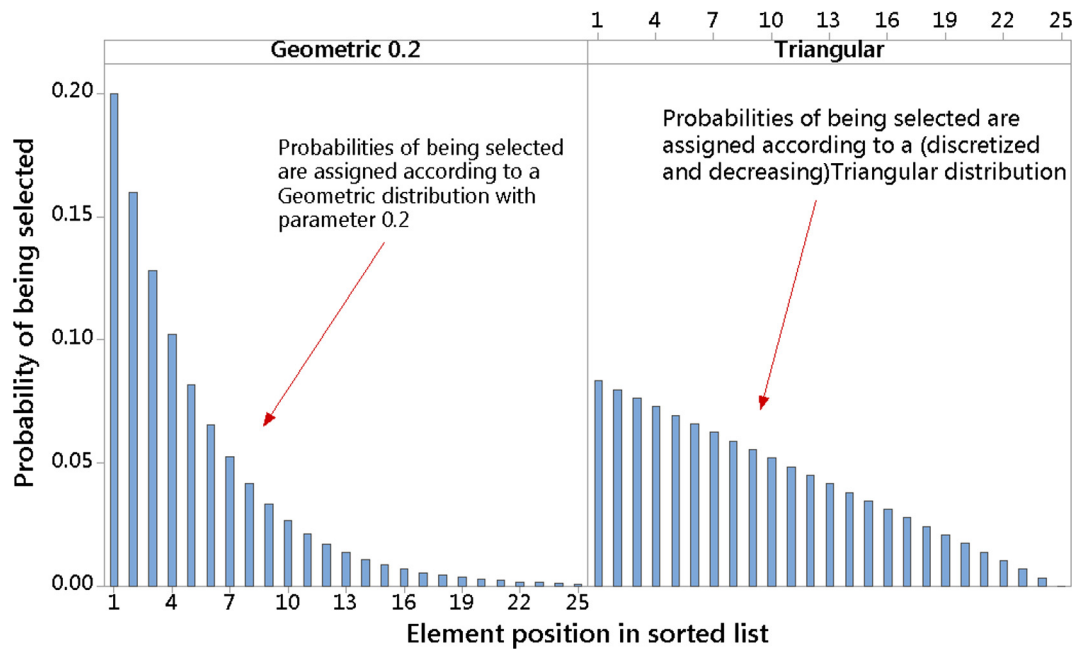 1 4 7 10 13 16 19 22 25
Geometric 0.2
Triangular
0.20
0.15
0.10
0.05
0.00
Probability of being selected
Probabilities of being selected
are assigned according to a
Geometric distribution with
parameter 0.2
Probabilities of being selected are
assigned according to a (discretized
and decreasing)Triangular distribution
1 4 7 10 13 16 19 22 25
Element position in sorted list